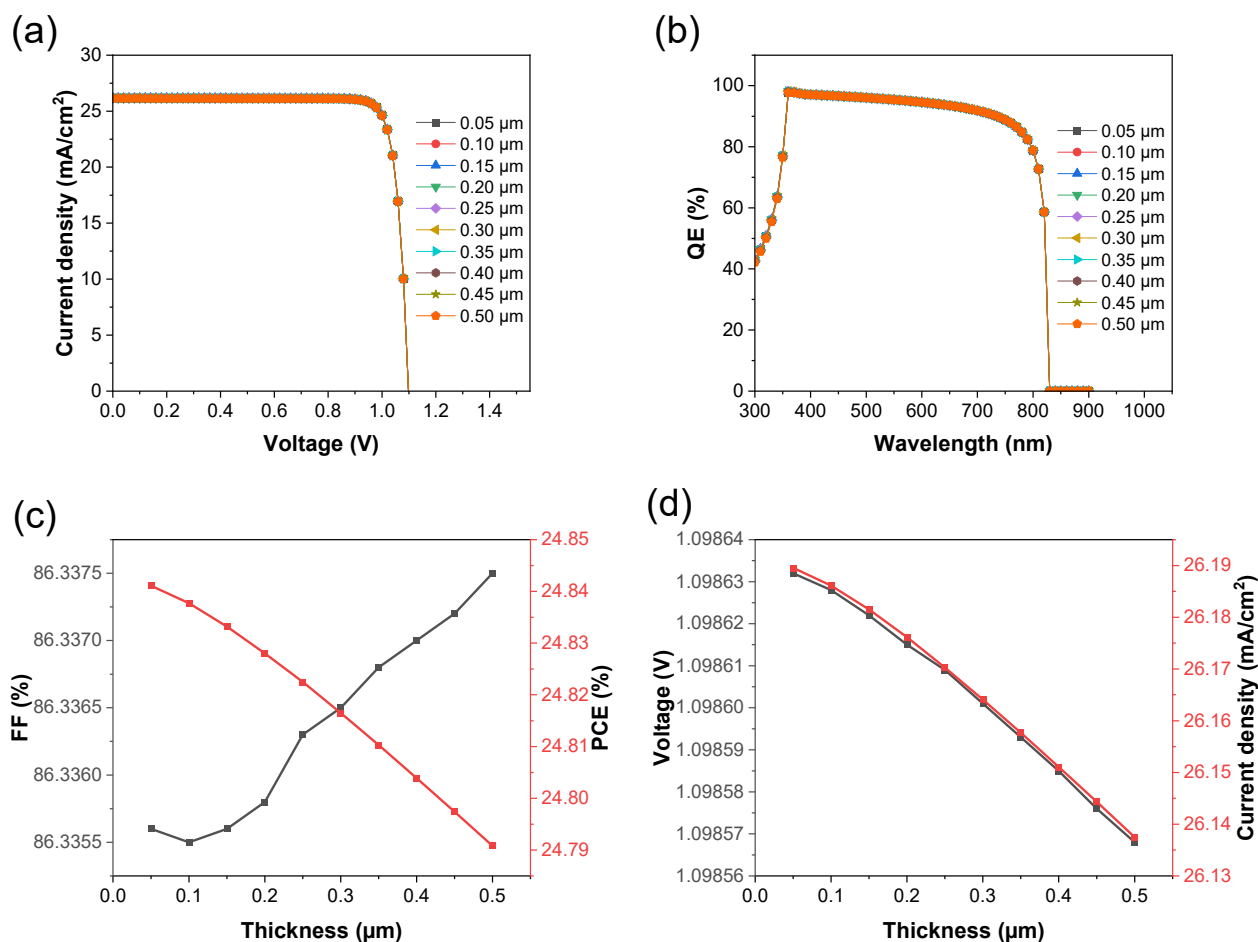 (a)
30
25
20
15
10
5
0
0.0 0.2 0.4 0.6 0.8 1.0 1.2 1.4
Current density (mA/cm²)
Voltage (V)
0.05 µm
0.10 µm
0.15 µm
0.20 µm
0.25 µm
0.30 µm
0.35 µm
0.40 µm
0.45 µm
0.50 µm
(b)
100
80
60
40
20
0
300 400 500 600 700 800 900 1000
QE (%)
Wavelength (nm)
0.05 µm
0.10 µm
0.15 µm
0.20 µm
0.25 µm
0.30 µm
0.35 µm
0.40 µm
0.45 µm
0.50 µm
(c)
86.3375
86.3370
86.3365
86.3360
86.3355
FF (%)
0.0 0.1 0.2 0.3 0.4 0.5
Thickness (µm)
24.85
24.84
24.83
24.82
24.81
24.80
24.79
PCE (%)
(d)
1.09864
1.09863
1.09862
1.09861
1.09860
1.09859
1.09858
1.09857
1.09856
Voltage (V)
0.0 0.1 0.2 0.3 0.4 0.5
Thickness (µm)
26.19
26.18
26.17
26.16
26.15
26.14
26.13
Current density (mA/cm²)